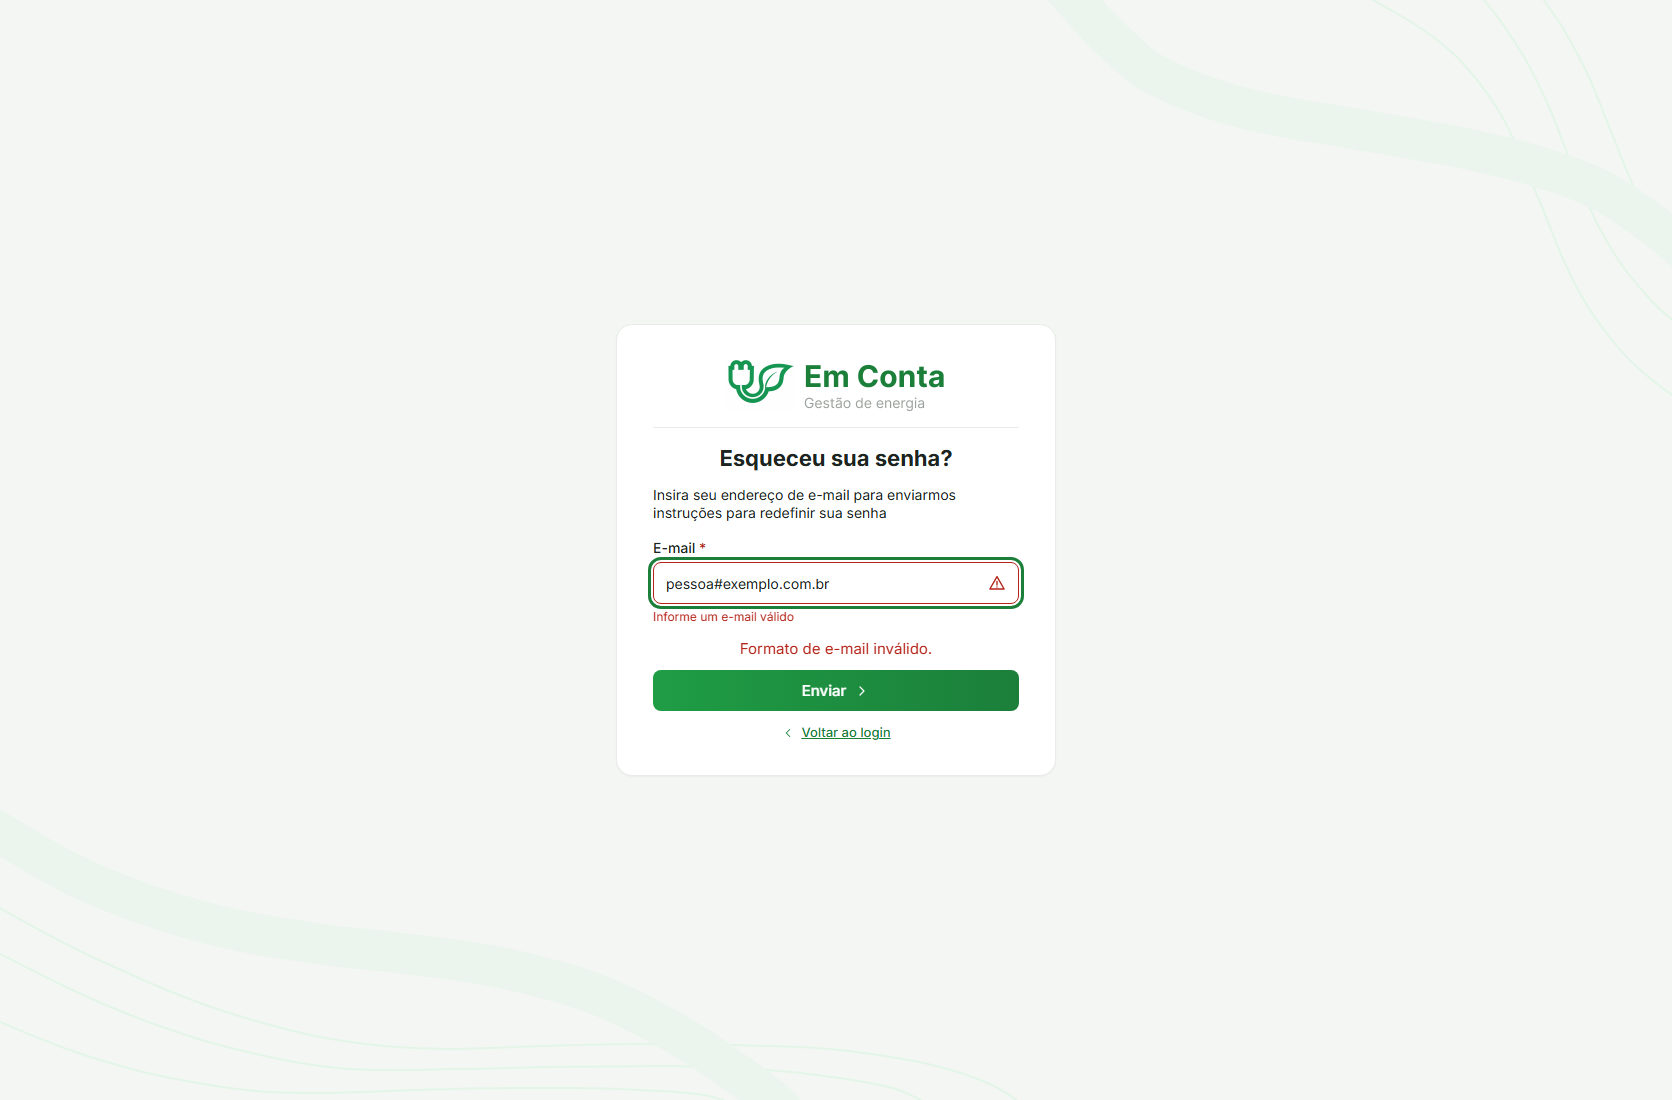 Em Conta
Gestão de energia
Esqueceu sua senha?
Insira seu endereço de e-mail para enviarmos
instruções para redefinir sua senha
E-mail *
pessoa#exemplo.com.br
Informe um e-mail válido
Formato de e-mail inválido.
Enviar
Voltar ao login